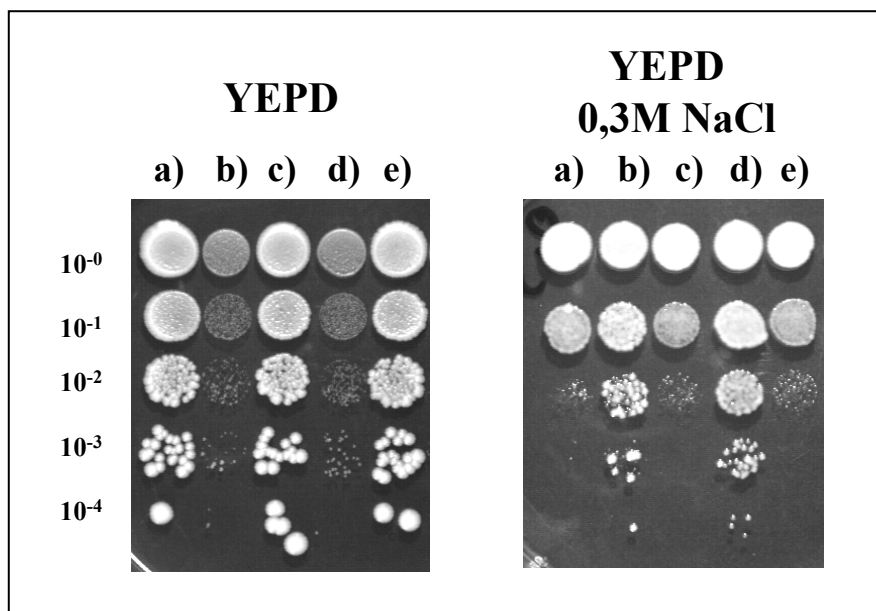 YEPD
a) b) c) d) e)
YEPD
0,3M NaCl
a) b) c) d) e)
10-0
10-1
10-2
10-3
10-4